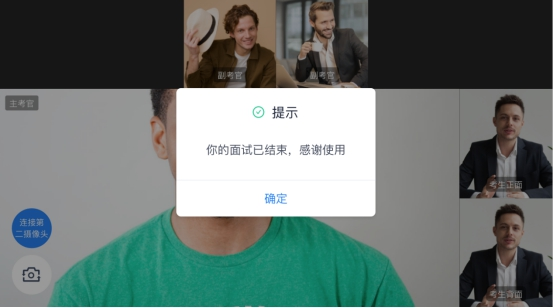 副考官
副考官
主考官
提示
你的面试已结束，感谢使用
确定
考生正面
连接第
二摄像头
考生背面